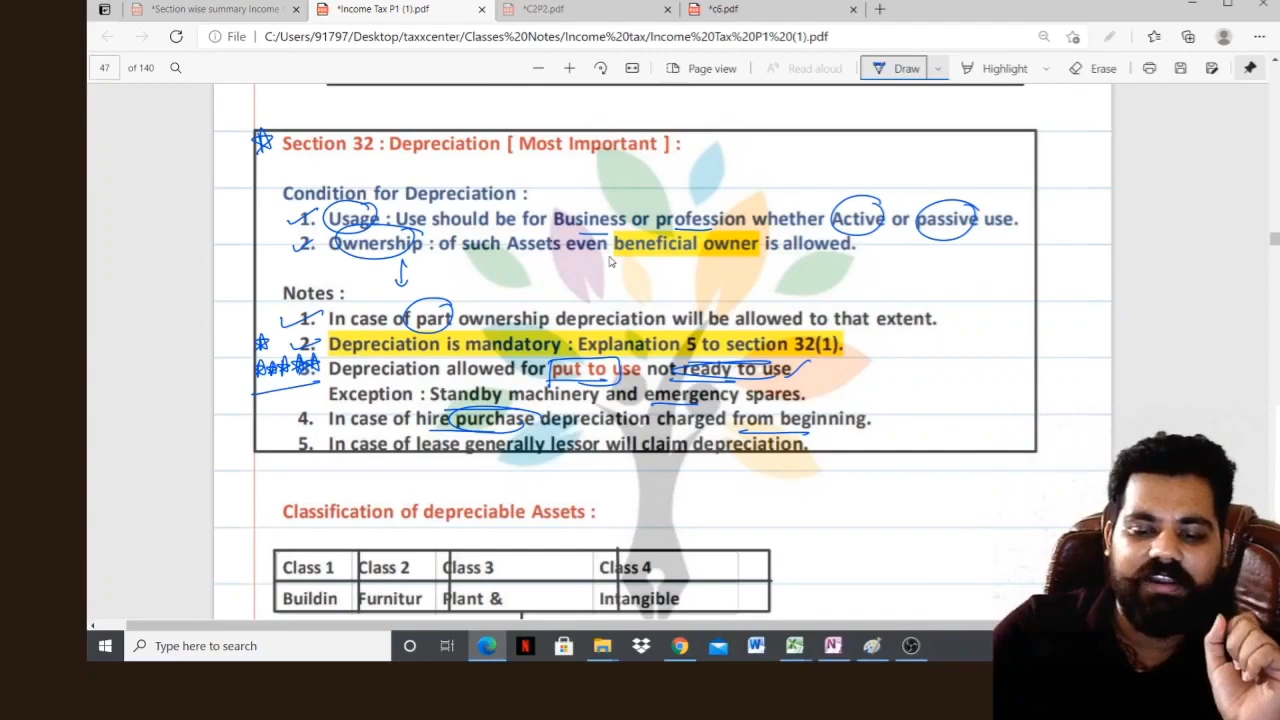 *Section wise summary Income
*Income Tax P1 (1).pdf
*C2P2.pdf
*c6.pdf
File
C:/Users/91797/Desktop/taxxcenter/Classes%20Notes/Income%20tax/Income%20Tax%20P1%20(1).pdf
47 of 140
Page view
Read aloud
Draw
Highlight
Erase
Section 32 : Depreciation [ Most Important ] :
Condition for Depreciation :
1. Usage : Use should be for Business or profession whether Active or passive use.
2. Ownership : of such Assets even beneficial owner is allowed.
Notes :
1. In case of part ownership depreciation will be allowed to that extent.
2. Depreciation is mandatory : Explanation 5 to section 32(1).
3. Depreciation allowed for put to use not ready to use
Exception : Standby machinery and emergency spares.
4. In case of hire purchase depreciation charged from beginning.
5. In case of lease generally lessor will claim depreciation.
Classification of depreciable Assets :
Class 1 Class 2 Class 3 Class 4
Buildin Furnitur Plant & Intangible
Type here to search